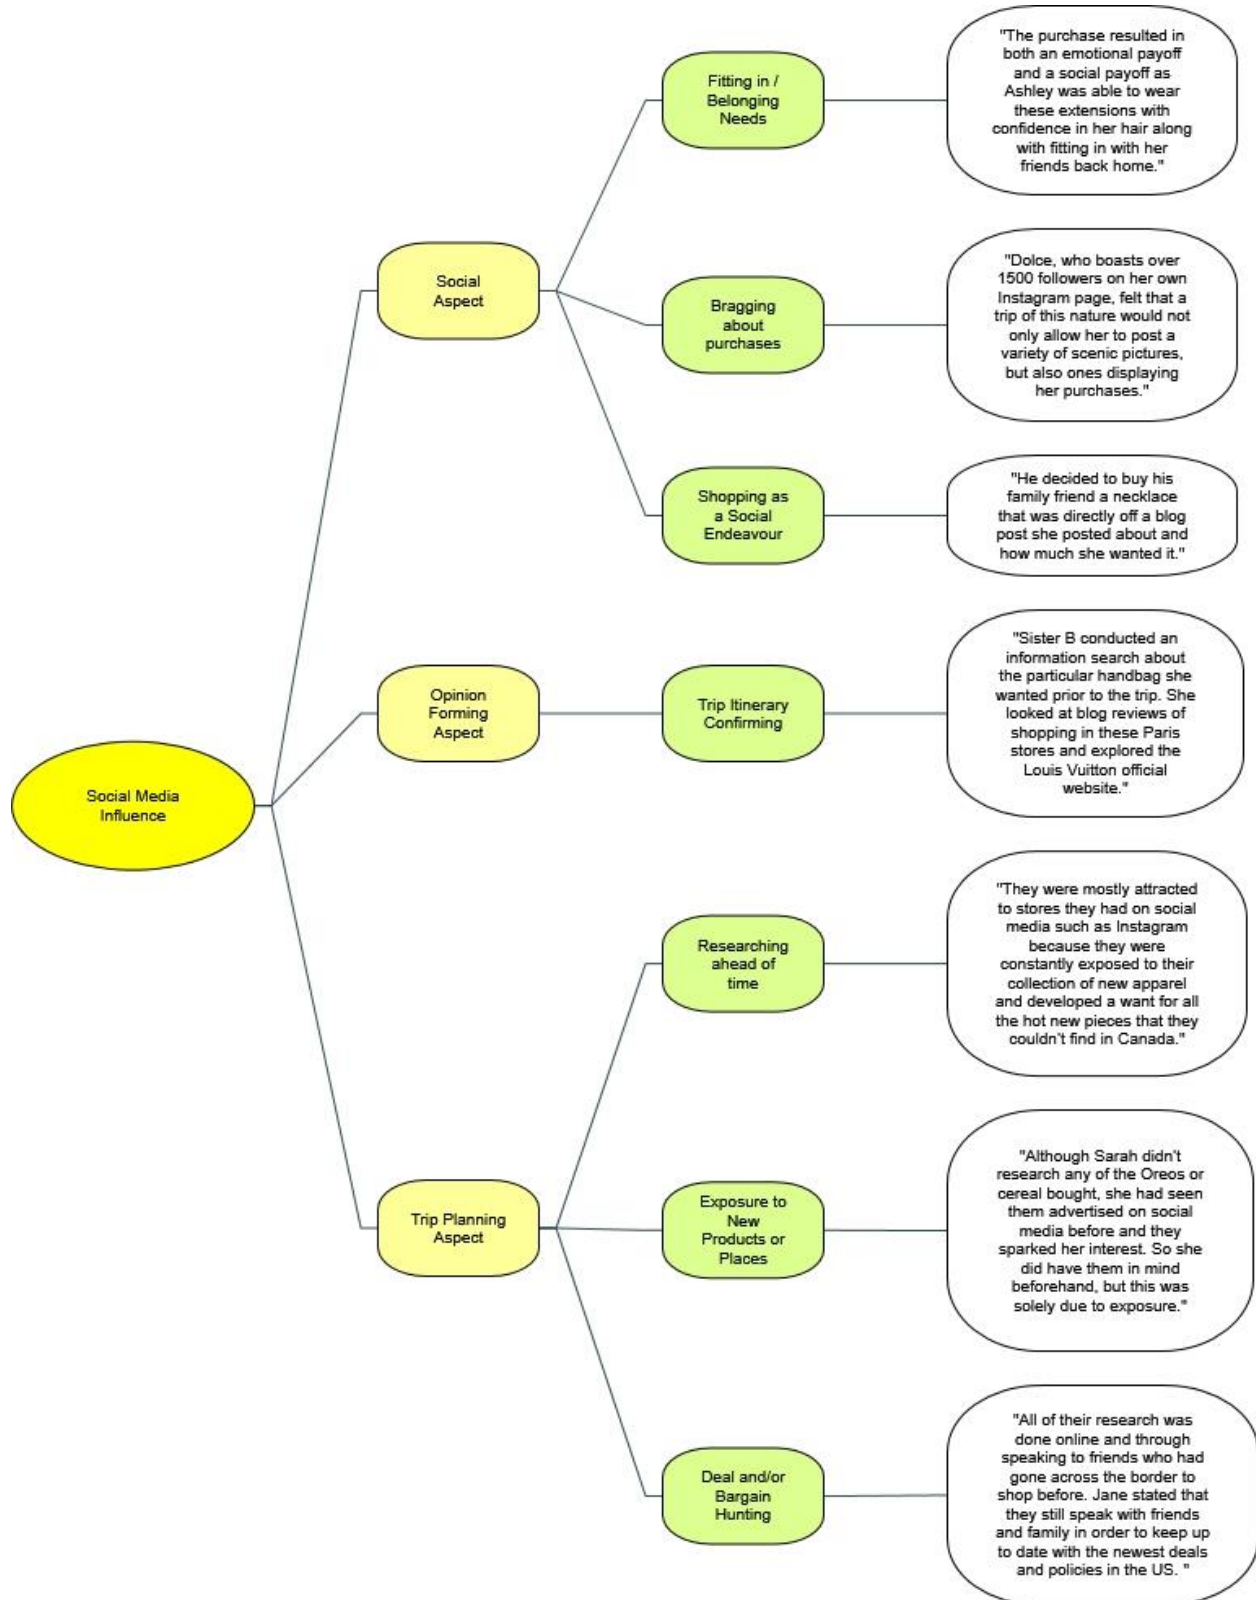 Social Media
Influence
Social
Aspect
Fitting in /
Belonging
Needs
"The purchase resulted in
both an emotional payoff
and a social payoff as
Ashley was able to wear
these extensions with
confidence in her hair along
with fitting in with her
friends back home."
Bragging
about
purchases
"Dolce, who boasts over
1500 followers on her own
Instagram page, felt that a
trip of this nature would not
only allow her to post a
variety of scenic pictures,
but also ones displaying
her purchases."
Shopping as
a Social
Endeavour
"He decided to buy his
family friend a necklace
that was directly off a blog
post she posted about and
how much she wanted it."
Opinion
Forming
Aspect
Trip Itinerary
Confirming
"Sister B conducted an
information search about
the particular handbag she
wanted prior to the trip. She
looked at blog reviews of
shopping in these Paris
stores and explored the
Louis Vuitton official
website."
Trip Planning
Aspect
Researching
ahead of
time
"They were mostly attracted
to stores they had on social
media such as Instagram
because they were
constantly exposed to their
collection of new apparel
and developed a want for all
the hot new pieces that they
couldn't find in Canada."
Exposure to
New
Products or
Places
"Although Sarah didn't
research any of the Oreos or
cereal bought, she had seen
them advertised on social
media before and they
sparked her interest. So she
did have them in mind
beforehand, but this was
solely due to exposure."
Deal and/or
Bargain
Hunting
"All of their research was
done online and through
speaking to friends who had
gone across the border to
shop before. Jane stated that
they still speak with friends
and family in order to keep up
to date with the newest deals
and policies in the US. "